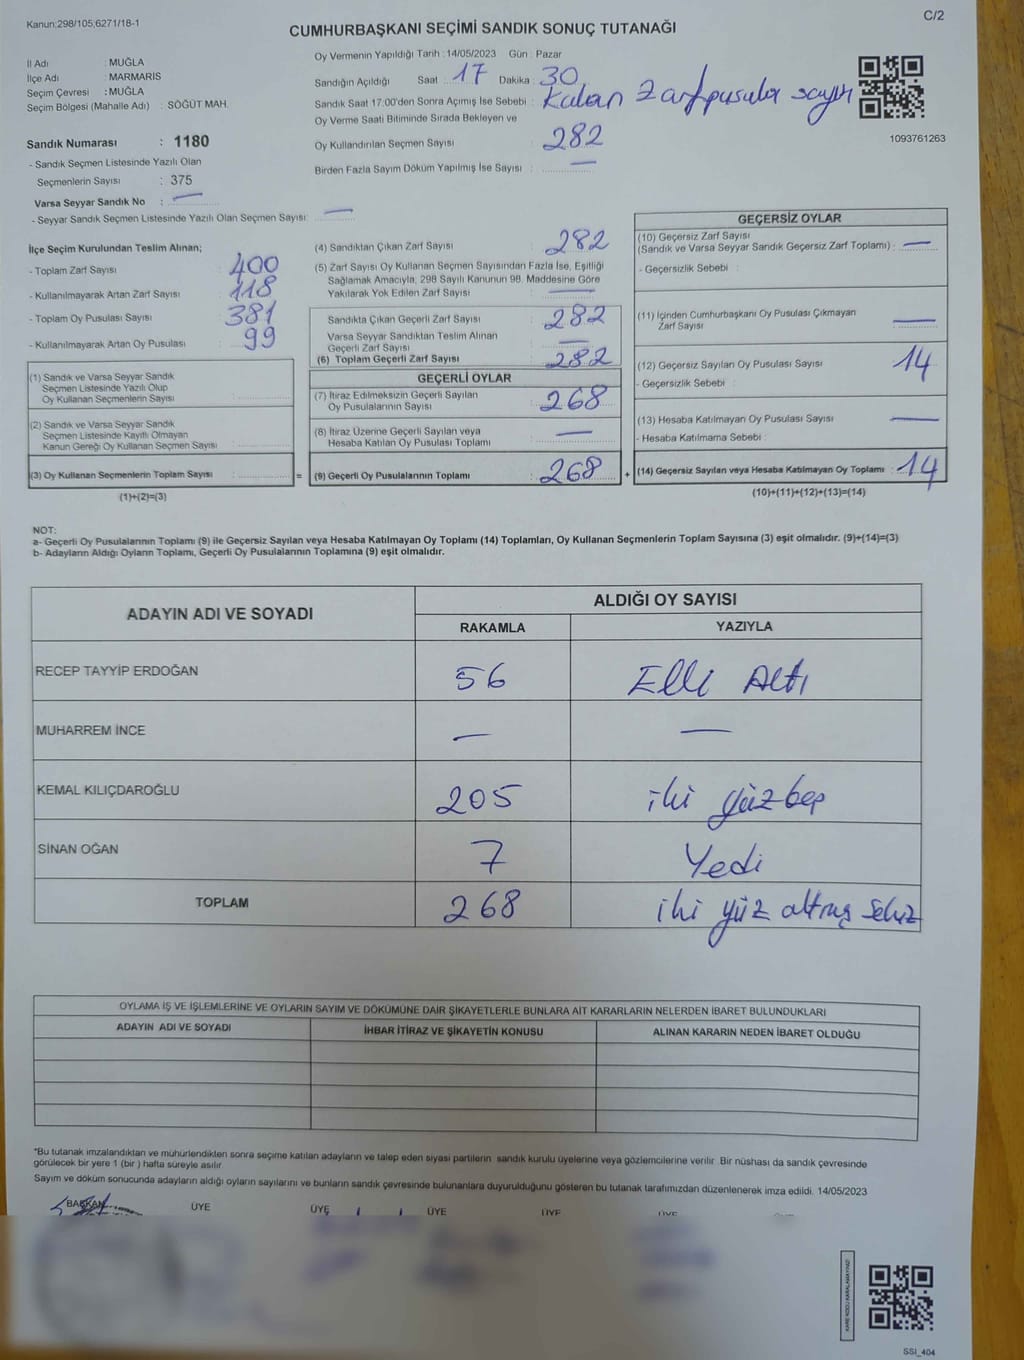 Kanun:298/105,6271/18-1
C/2
CUMHURBAŞKANI SEÇİMİ SANDIK SONUÇ TUTANAĞI
İl Adı : MUĞLA
İlçe Adı : MARMARİS
Seçim Çevresi : MUĞLA
Seçim Bölgesi (Mahalle Adı) : SÖĞÜT MAH.
Sandık Numarası : 1180
- Sandık Seçmen Listesinde Yazılı Olan
Seçmenlerin Sayısı : 375
Varsa Seyyar Sandık No : —
- Seyyar Sandık Seçmen Listesinde Yazılı Olan Seçmen Sayısı: —
Oy Vermenin Yapıldığı Tarih : 14/05/2023 Gün : Pazar
Sandığın Açıldığı Saat : 17 Dakika : 30
Sandık Saat 17:00'den Sonra Açımış İse Sebebi : Kalan Zarfpusula sayın
Oy Verme Saati Bitiminde Sırada Bekleyen ve
Oy Kullandırılan Seçmen Sayısı : 282
Birden Fazla Sayım Döküm Yapılmış İse Sayısı : —
1093761263
İlçe Seçim Kurulundan Teslim Alınan;
- Toplam Zarf Sayısı : 400
- Kullanılmayarak Artan Zarf Sayısı : 118
- Toplam Oy Pusulası Sayısı : 381
- Kullanılmayarak Artan Oy Pusulası : 99
(1) Sandık ve Varsa Seyyar Sandık
Seçmen Listesinde Yazılı Olup
Oy Kullanan Seçmenlerin Sayısı :
(2) Sandık ve Varsa Seyyar Sandık
Seçmen Listesinde Kayıtlı Olmayan
Kanun Gereği Oy Kullanan Seçmen Sayısı :
(3) Oy Kullanan Seçmenlerin Toplam Sayısı : =
(1)+(2)=(3)
(4) Sandıktan Çıkan Zarf Sayısı : 282
(5) Zarf Sayısı Oy Kullanan Seçmen Sayısından Fazla İse, Eşitliği
Sağlamak Amacıyla; 298 Sayılı Kanunun 98. Maddesine Göre
Yakılarak Yok Edilen Zarf Sayısı : —
Sandıkta Çıkan Geçerli Zarf Sayısı : 282
Varsa Seyyar Sandıktan Teslim Alınan
Geçerli Zarf Sayısı : —
(6) Toplam Geçerli Zarf Sayısı : 282
GEÇERLİ OYLAR
(7) İtiraz Edilmeksizin Geçerli Sayılan
Oy Pusulalarının Sayısı : 268
(8) İtiraz Üzerine Geçerli Sayılan veya
Hesaba Katılan Oy Pusulası Toplamı : —
(9) Geçerli Oy Pusulalarının Toplamı : 268 +
GEÇERSİZ OYLAR
(10) Geçersiz Zarf Sayısı
(Sandık ve Varsa Seyyar Sandık Geçersiz Zarf Toplamı) : —
- Geçersizlik Sebebi :
(11) İçinden Cumhurbaşkanı Oy Pusulası Çıkmayan
Zarf Sayısı : —
(12) Geçersiz Sayılan Oy Pusulası Sayısı : 14
- Geçersizlik Sebebi :
(13) Hesaba Katılmayan Oy Pusulası Sayısı : —
- Hesaba Katılmama Sebebi :
(14) Geçersiz Sayılan veya Hesaba Katılmayan Oy Toplamı : 14
(10)+(11)+(12)+(13)=(14)
NOT:
a- Geçerli Oy Pusulalarının Toplamı (9) ile Geçersiz Sayılan veya Hesaba Katılmayan Oy Toplamı (14) Toplamları, Oy Kullanan Seçmenlerin Toplam Sayısına (3) eşit olmalıdır. (9)+(14)=(3)
b- Adayların Aldığı Oyların Toplamı, Geçerli Oy Pusulalarının Toplamına (9) eşit olmalıdır.
ADAYIN ADI VE SOYADI ALDIĞI OY SAYISI
RAKAMLA YAZIYLA
RECEP TAYYİP ERDOĞAN 56 Elli Altı
MUHARREM İNCE — —
KEMAL KILIÇDAROĞLU 205 iki yüz beş
SİNAN OĞAN 7 Yedi
TOPLAM 268 iki yüz altmış Sekiz
OYLAMA İŞ VE İŞLEMLERİNE VE OYLARIN SAYIM VE DÖKÜMÜNE DAİR ŞİKAYETLERLE BUNLARA AİT KARARLARIN NELERDEN İBARET BULUNDUKLARI
ADAYIN ADI VE SOYADI İHBAR İTİRAZ VE ŞİKAYETİN KONUSU ALINAN KARARIN NEDEN İBARET OLDUĞU
*Bu tutanak imzalandıktan ve mühürlendikten sonra seçime katılan adayların ve talep eden siyasi partilerin sandık kurulu üyelerine veya gözlemcilerine verilir. Bir nüshası da sandık çevresinde
görülecek bir yere 1 (bir ) hafta süreyle asılır.
Sayım ve döküm sonucunda adayların aldığı oyların sayılarını ve bunların sandık çevresinde bulunanlara duyurulduğunu gösteren bu tutanak tarafımızdan düzenlenerek imza edildi. 14/05/2023
BAŞKAN ÜYE ÜYE ÜYE ÜYE ÜYE
KARE KODU KARALAMAYINIZ!
SSİ_404